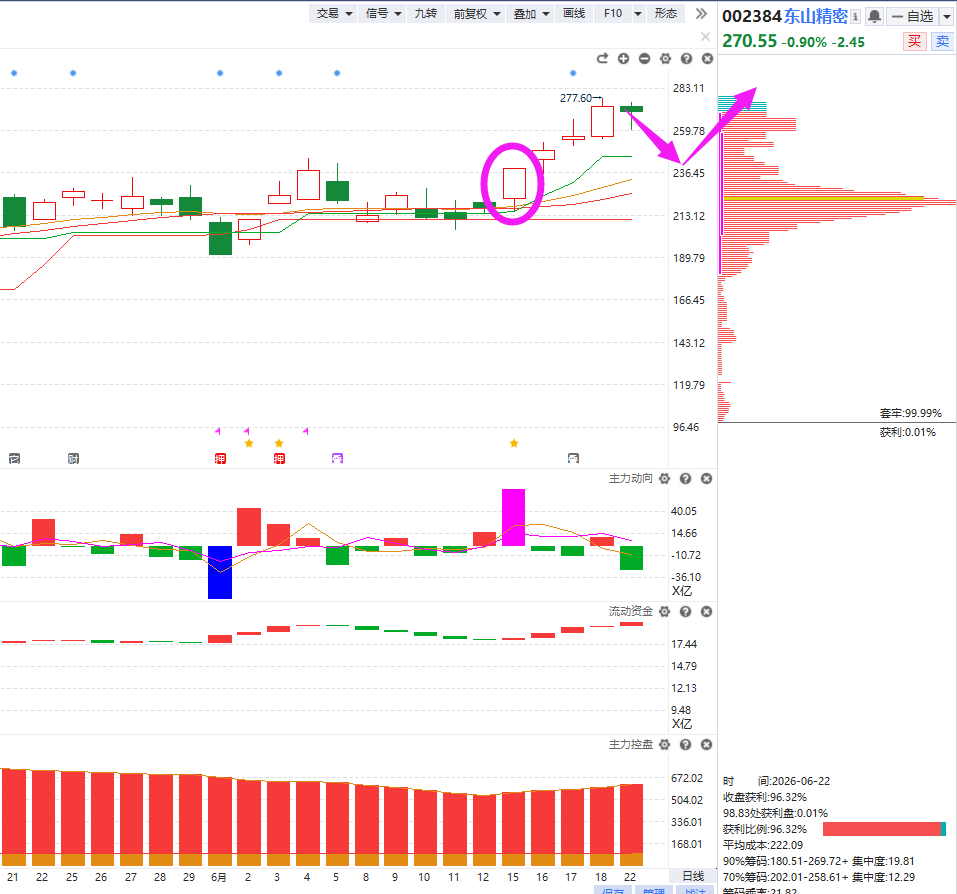 交易 信号 九转 前复权 叠加 画线 F10 形态
002384东山精密 自选
270.55 -0.90% -2.45 买 卖
283.11
277.60
259.78
236.45
213.12
189.79
166.45
143.12
119.79
96.46
套牢:99.99%
获利:0.01%
财 押 押
主力动向
40.05
14.66
-10.72
-36.10
X亿
流动资金
17.44
14.79
12.13
9.48
X亿
主力控盘
672.02
504.02
336.01
168.01
时 间:2026-06-22
收盘获利:96.32%
98.83处获利盘:0.01%
获利比例:96.32%
平均成本:222.09
90%筹码:180.51-269.72+ 集中度:19.81
70%筹码:202.01-258.61+ 集中度:12.29
21 22 25 26 27 28 29 6月 2 3 4 5 8 9 10 11 12 15 16 17 18 22 日线